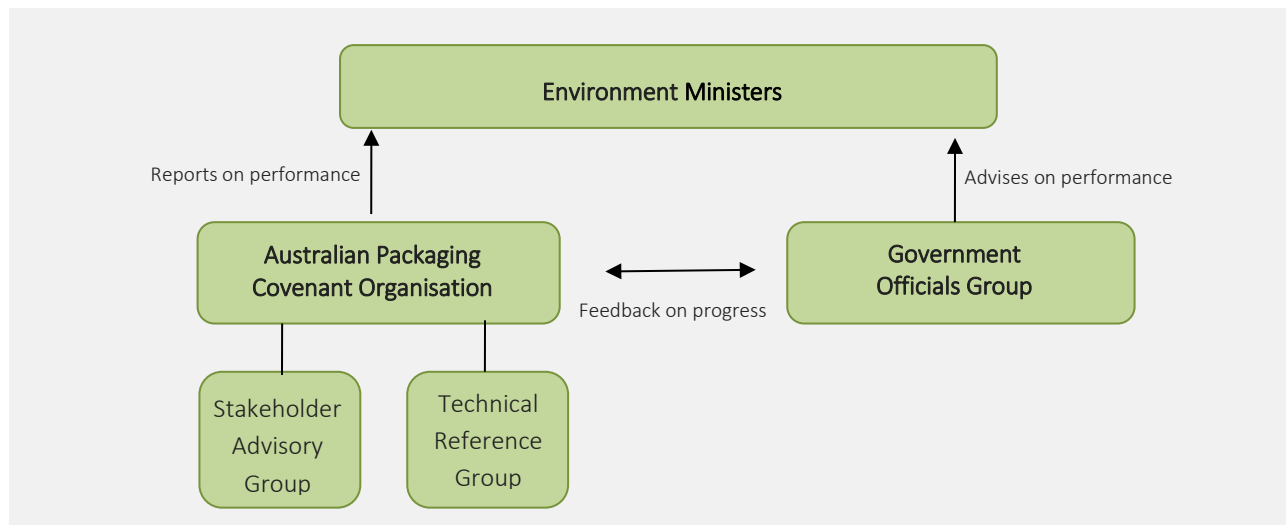 Environment Ministers
Reports on performance
Advises on performance
Australian Packaging
Covenant Organisation
Government
Officials Group
Feedback on progress
Stakeholder
Advisory
Group
Technical
Reference
Group